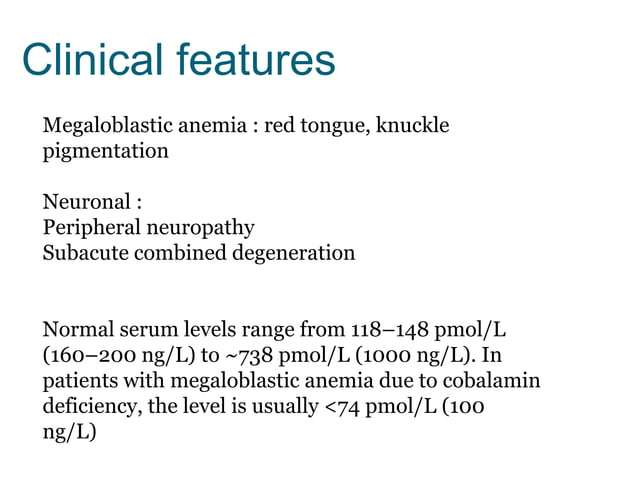 Clinical features
Megaloblastic anemia : red tongue, knuckle
pigmentation
Neuronal :
Peripheral neuropathy
Subacute combined degeneration
Normal serum levels range from 118–148 pmol/L
(160–200 ng/L) to ~738 pmol/L (1000 ng/L). In
patients with megaloblastic anemia due to cobalamin
deficiency, the level is usually <74 pmol/L (100
ng/L)